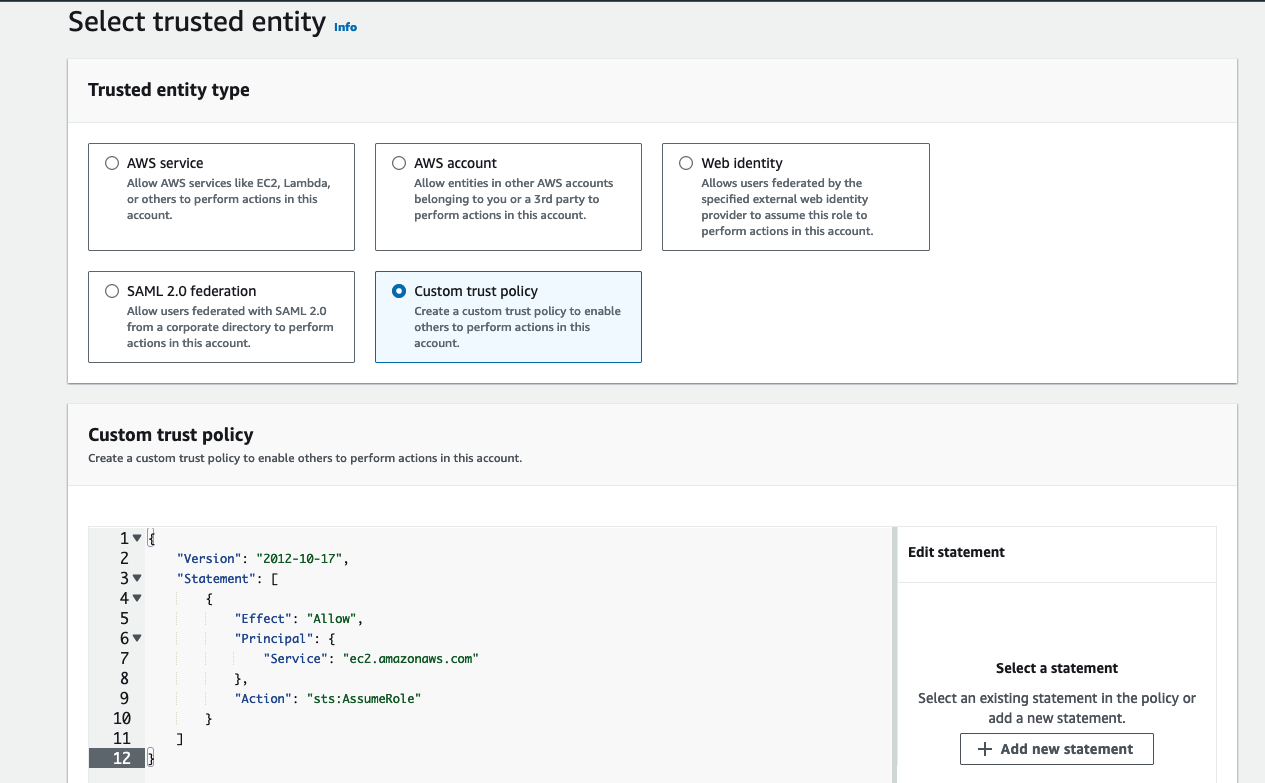 Select trusted entity Info
Trusted entity type
AWS service
Allow AWS services like EC2, Lambda,
or others to perform actions in this
account.
AWS account
Allow entities in other AWS accounts
belonging to you or a 3rd party to
perform actions in this account.
Web identity
Allows users federated by the
specified external web identity
provider to assume this role to
perform actions in this account.
SAML 2.0 federation
Allow users federated with SAML 2.0
from a corporate directory to perform
actions in this account.
Custom trust policy
Create a custom trust policy to enable
others to perform actions in this
account.
Custom trust policy
Create a custom trust policy to enable others to perform actions in this account.
1 {
2 "Version": "2012-10-17",
3 "Statement": [
4 {
5 "Effect": "Allow",
6 "Principal": {
7 "Service": "ec2.amazonaws.com"
8 },
9 "Action": "sts:AssumeRole"
10 }
11 ]
12 }
Edit statement
Select a statement
Select an existing statement in the policy or
add a new statement.
+ Add new statement